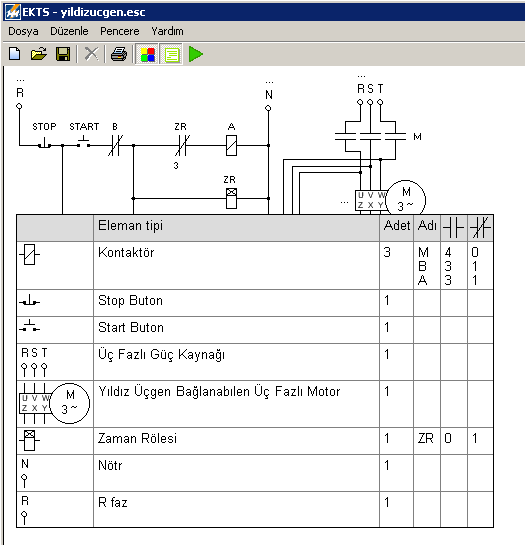 EKTS - yildizucgen.esc
Dosya Düzenle Pencere Yardım
... ... ...
R N R S T
STOP START B ZR A M
3
ZR
... U V W M
Z X Y 3 ~
Eleman tipi Adet Adı
Kontaktör 3 M 4 0
B 3 1
A 3 1
Stop Buton 1
Start Buton 1
R S T Üç Fazlı Güç Kaynağı 1
U V W M Yıldız Üçgen Bağlanabılen Üç Fazlı Motor 1
Z X Y 3 ~
Zaman Rölesi 1 ZR 0 1
N Nötr 1
R R faz 1